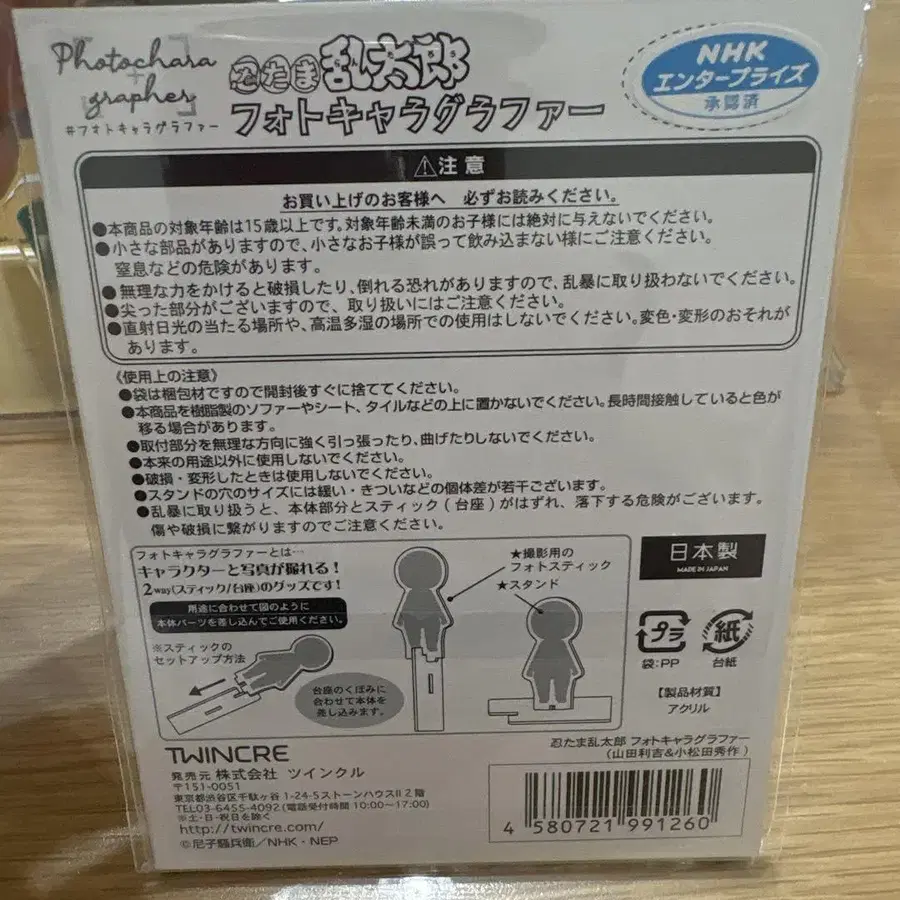 Photochara
grapher
#フォトキャラグラファー
忍たま乱太郎
フォトキャラグラファー
NHK
エンタープライズ
承認済
⚠注意
お買い上げのお客様へ 必ずお読みください。
●本商品の対象年齢は15歳以上です。対象年齢未満のお子様には絶対に与えないでください。
●小さな部品がありますので、小さなお子様が誤って飲み込まない様にご注意ください。
窒息などの危険があります。
●無理な力をかけると破損したり、倒れる恐れがありますので、乱暴に取り扱わないでください。
●尖った部分がございますので、取り扱いにはご注意ください。
●直射日光の当たる場所や、高温多湿の場所での使用はしないでください。変色・変形のおそれが
あります。
《使用上の注意》
●袋は梱包材ですので開封後すぐに捨ててください。
●本商品を樹脂製のソファーやシート、タイルなどの上に置かないでください。長時間接触していると色が
移る場合があります。
●取付部分を無理な方向に強く引っ張ったり、曲げたりしないでください。
●本来の用途以外に使用しないでください。
●破損・変形したときは使用しないでください。
●スタンドの穴のサイズには緩い・きついなどの個体差が若干ございます。
●乱暴に取り扱うと、本体部分とスティック(台座)がはずれ、落下する危険がございます。
傷や破損に繋がりますのでご注意ください。
フォトキャラグラファーとは…
キャラクターと写真が撮れる!
2way(スティック/台座)のグッズです!
用途に合わせて図のように
本体パーツを差し込んでご使用ください。
※スティックの
セットアップ方法
台座のくぼみに
合わせて本体を
差し込みます。
★撮影用の
フォトスティック
★スタンド
日本製
MADE IN JAPAN
プラ
袋:PP
紙
台紙
【製品材質】
アクリル
TWINCRE
発売元 株式会社 ツインクル
〒151-0051
東京都渋谷区千駄ヶ谷 1-24-5ストーンハウスII 2階
TEL03-6455-4092(電話受付時間 10:00〜17:00)
※土・日・祝日を除く
http://twincre.com/
©尼子騒兵衛/NHK・NEP
忍たま乱太郎 フォトキャラグラファー
(山田利吉&小松田秀作)
4 580721 991260